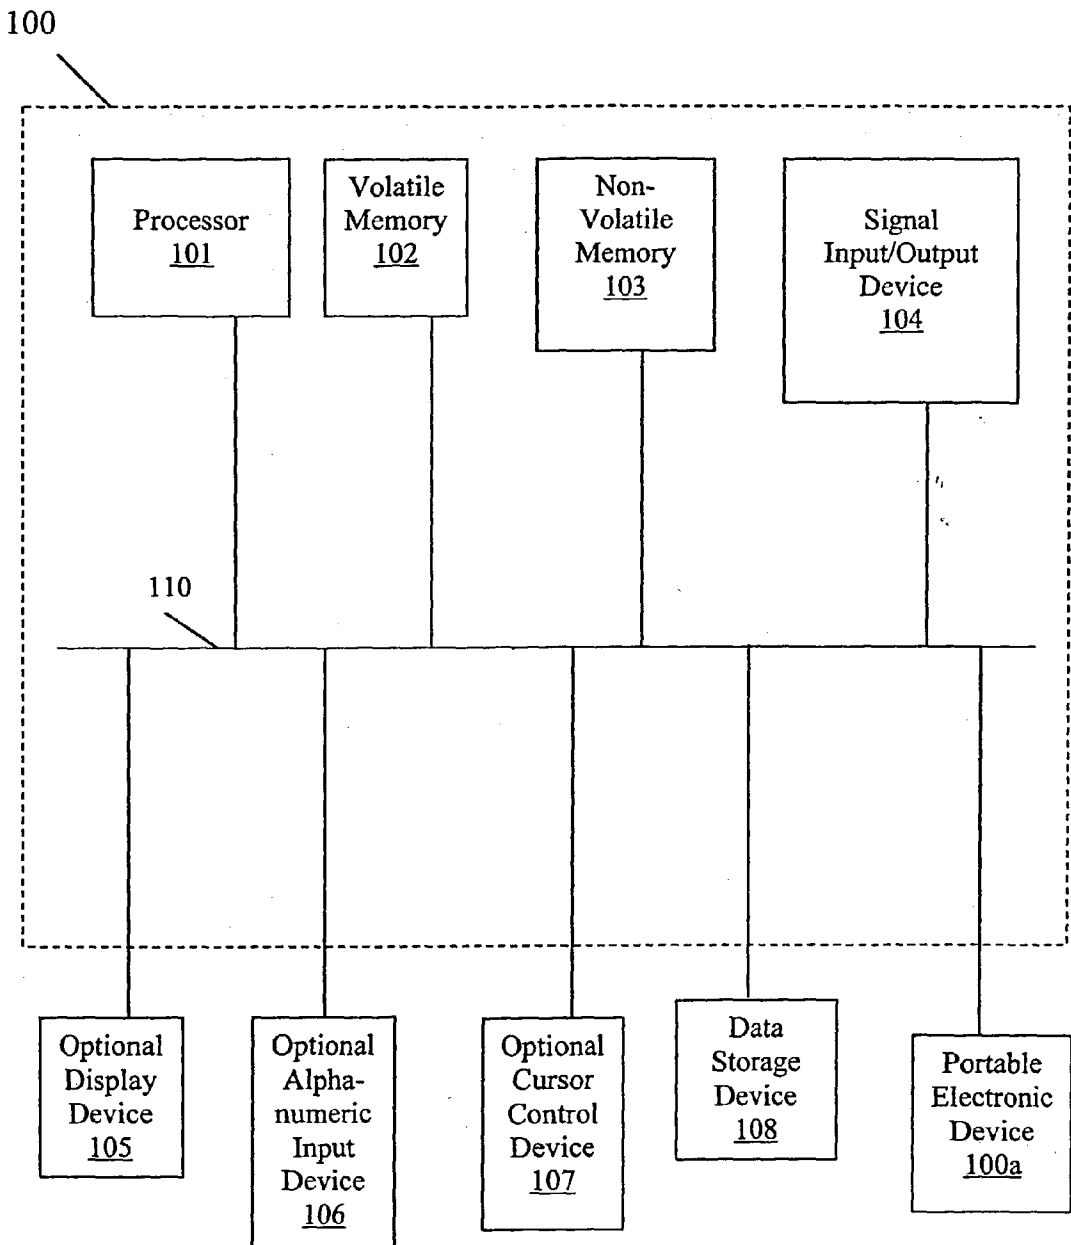 100
Processor
101
Volatile
Memory
102
Non-
Volatile
Memory
103
Signal
Input/Output
Device
104
110
Optional
Display
Device
105
Optional
Alpha-
numeric
Input
Device
106
Optional
Cursor
Control
Device
107
Data
Storage
Device
108
Portable
Electronic
Device
100a